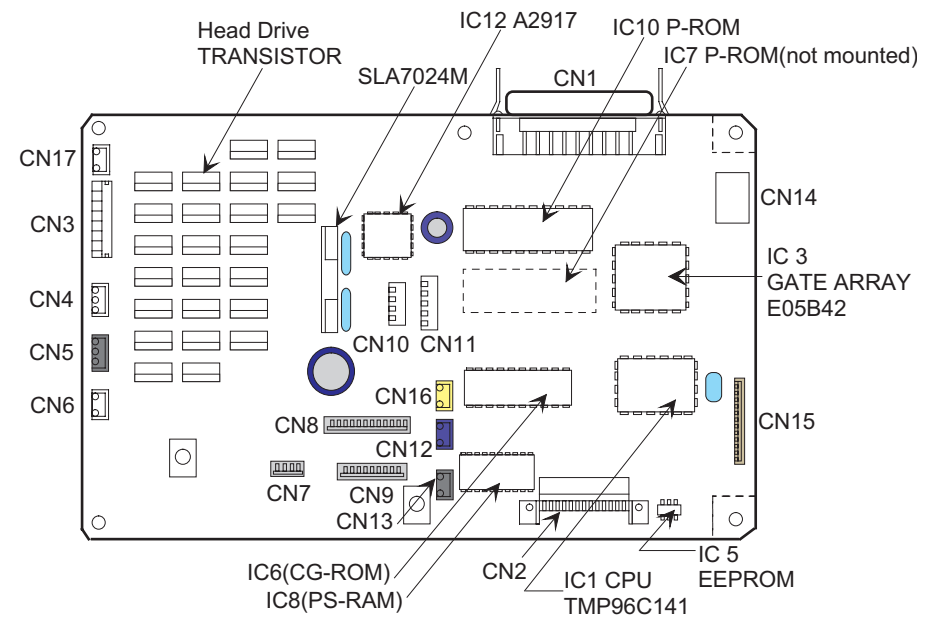 IC12 A2917
IC10 P-ROM
Head Drive
TRANSISTOR
IC7 P-ROM(not mounted)
SLA7024M
CN1
CN17
CN14
CN3
IC 3
GATE ARRAY
E05B42
CN4
CN10
CN11
CN5
CN16
CN6
CN8
CN15
CN12
CN7
CN9
CN13
IC 5
EEPROM
IC6(CG-ROM)
CN2
IC1 CPU
TMP96C141
IC8(PS-RAM)